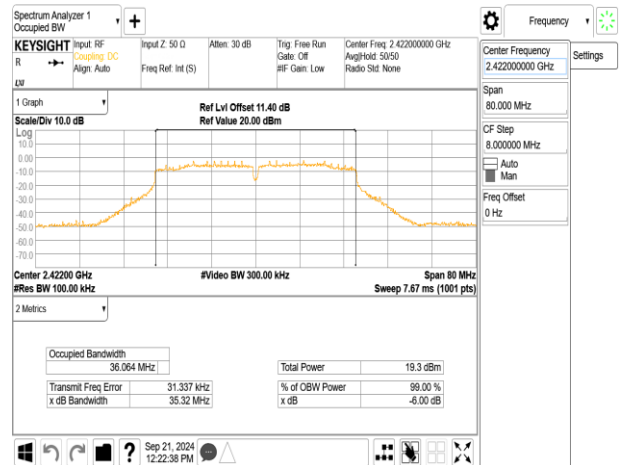 Spectrum Analyzer 1
Occupied BW
Frequency
KEYSIGHT
Input: RF
Input Z: 50 Ω
Atten: 30 dB
Trig: Free Run
Center Freq: 2.422000000 GHz
R
Coupling: DC
Gate: Off
Avg|Hold: 50/50
Align: Auto
Freq Ref: Int (S)
#IF Gain: Low
Radio Std: None
LXI
Center Frequency
2.422000000 GHz
Settings
Span
80.000 MHz
CF Step
8.000000 MHz
Auto
Man
Freq Offset
0 Hz
1 Graph
Ref Lvl Offset 11.40 dB
Scale/Div 10.0 dB
Ref Value 20.00 dBm
Log
10.0
0.00
-10.0
-20.0
-30.0
-40.0
-50.0
-60.0
-70.0
Center 2.42200 GHz
#Video BW 300.00 kHz
Span 80 MHz
#Res BW 100.00 kHz
Sweep 7.67 ms (1001 pts)
2 Metrics
Occupied Bandwidth
36.064 MHz
Total Power
19.3 dBm
Transmit Freq Error
31.337 kHz
% of OBW Power
99.00 %
x dB Bandwidth
35.32 MHz
x dB
-6.00 dB
?
Sep 21, 2024
12:22:38 PM